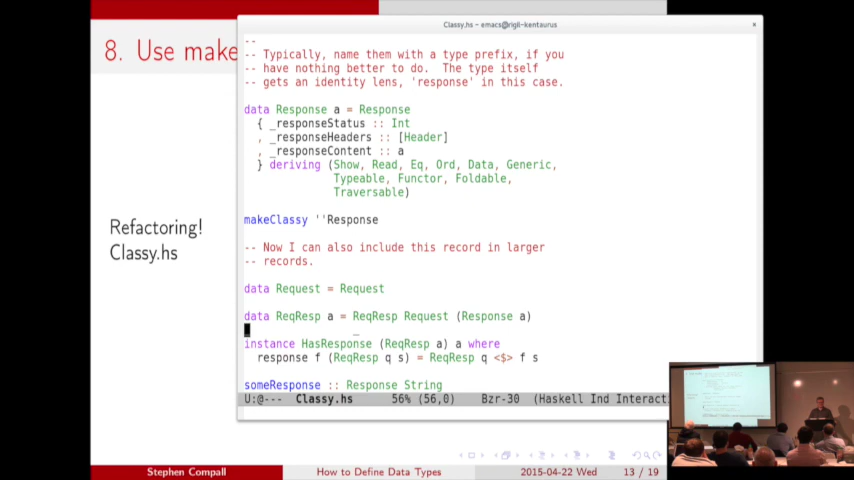 8. Use make
Refactoring!
Classy.hs
Classy.hs - emacs@rigil-kentaurus
x
--
-- Typically, name them with a type prefix, if you
-- have nothing better to do.  The type itself
-- gets an identity lens, 'response' in this case.
data Response a = Response
{ _responseStatus :: Int
, _responseHeaders :: [Header]
, _responseContent :: a
} deriving (Show, Read, Eq, Ord, Data, Generic,
Typeable, Functor, Foldable,
Traversable)
makeClassy ''Response
-- Now I can also include this record in larger
-- records.
data Request = Request
data ReqResp a = ReqResp Request (Response a)
instance HasResponse (ReqResp a) a where
response f (ReqResp q s) = ReqResp q <$> f s
someResponse :: Response String
U:@--- Classy.hs 56% (56,0) Bzr-30 (Haskell Ind Interacti
Stephen Compall How to Define Data Types 2015-04-22 Wed 13 / 19